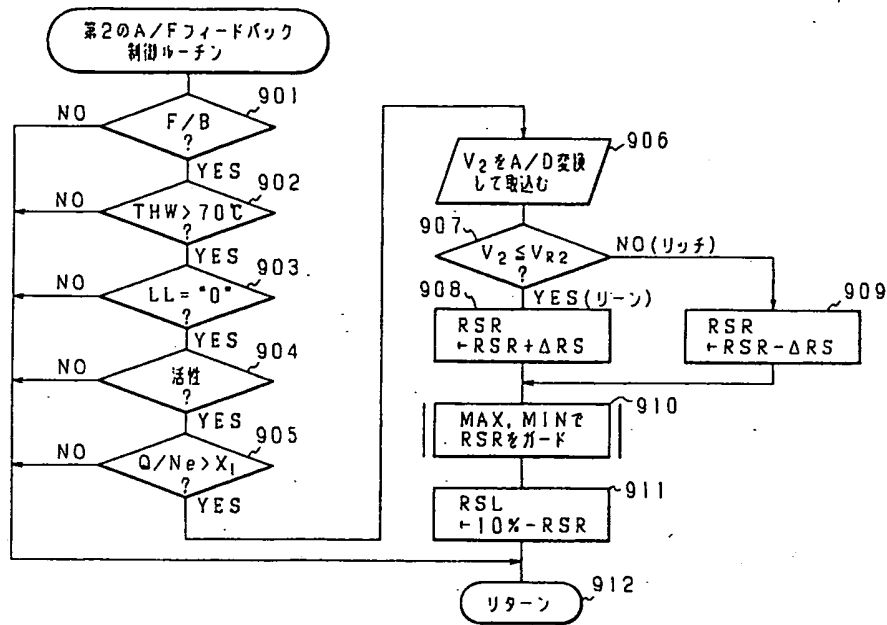 第2のA/Fフィードバック
制御ルーチン
901
F/B
?
NO
YES
902
THW>70℃
?
NO
YES
903
LL="0"
?
NO
YES
904
活性
?
NO
YES
905
Q/Ne>X1
?
NO
YES
906
V2をA/D変換
して取込む
907
V2≦VR2
?
NO(リッチ)
YES(リーン)
908
RSR
←RSR+ΔRS
909
RSR
←RSR-ΔRS
910
MAX,MINで
RSRをガード
911
RSL
←10%-RSR
リターン
912